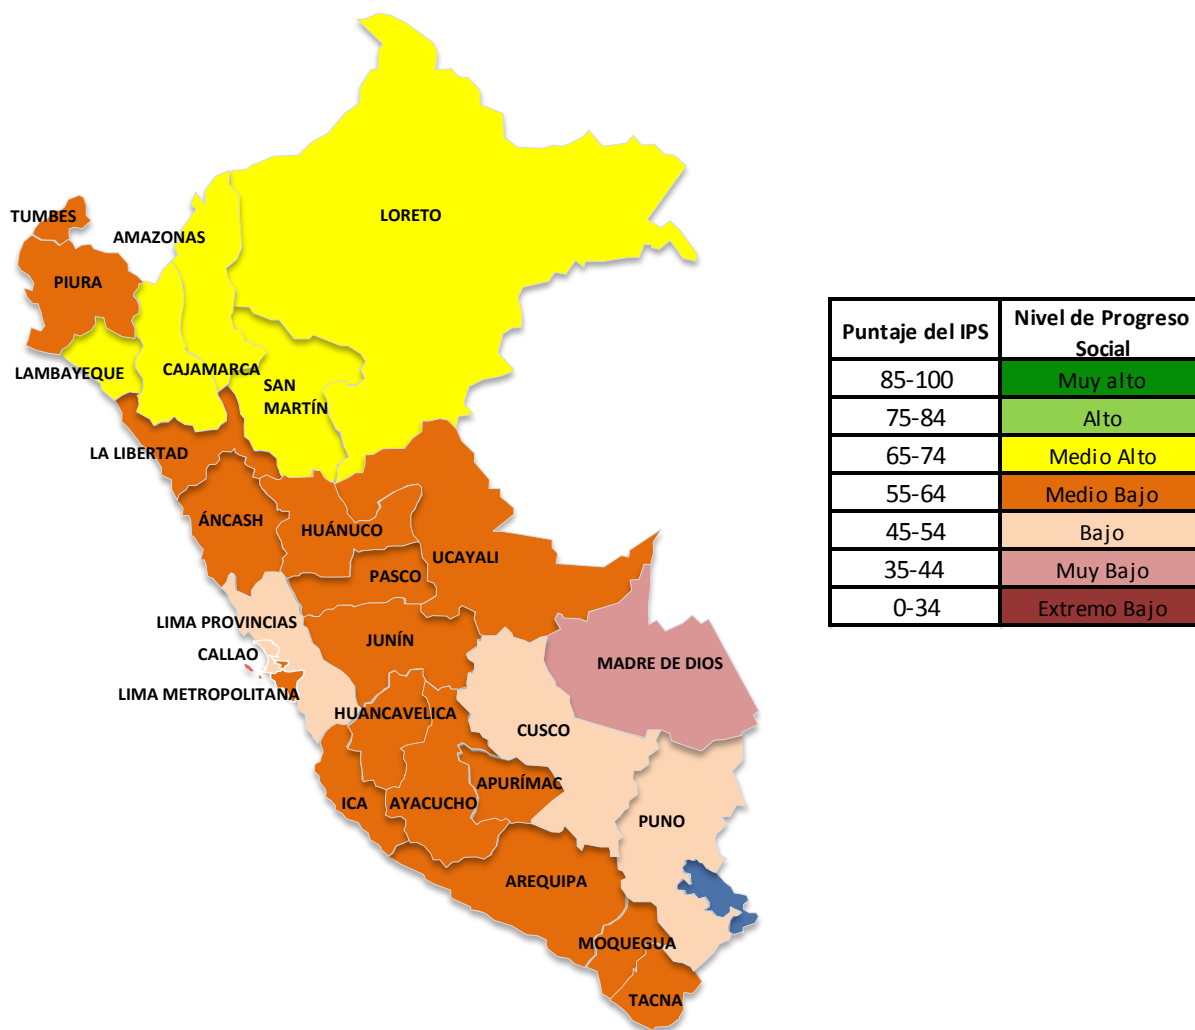 LORETO
TUMBES
AMAZONAS
PIURA
LAMBAYEQUE
CAJAMARCA
SAN
MARTÍN
LA LIBERTAD
ÁNCASH
HUÁNUCO
UCAYALI
PASCO
LIMA PROVINCIAS
JUNÍN
CALLAO
MADRE DE DIOS
LIMA METROPOLITANA
HUANCAVELICA
CUSCO
APURÍMAC
ICA
AYACUCHO
PUNO
AREQUIPA
MOQUEGUA
TACNA
Puntaje del IPS
Nivel de Progreso
Social
85-100 Muy alto
75-84 Alto
65-74 Medio Alto
55-64 Medio Bajo
45-54 Bajo
35-44 Muy Bajo
0-34 Extremo Bajo